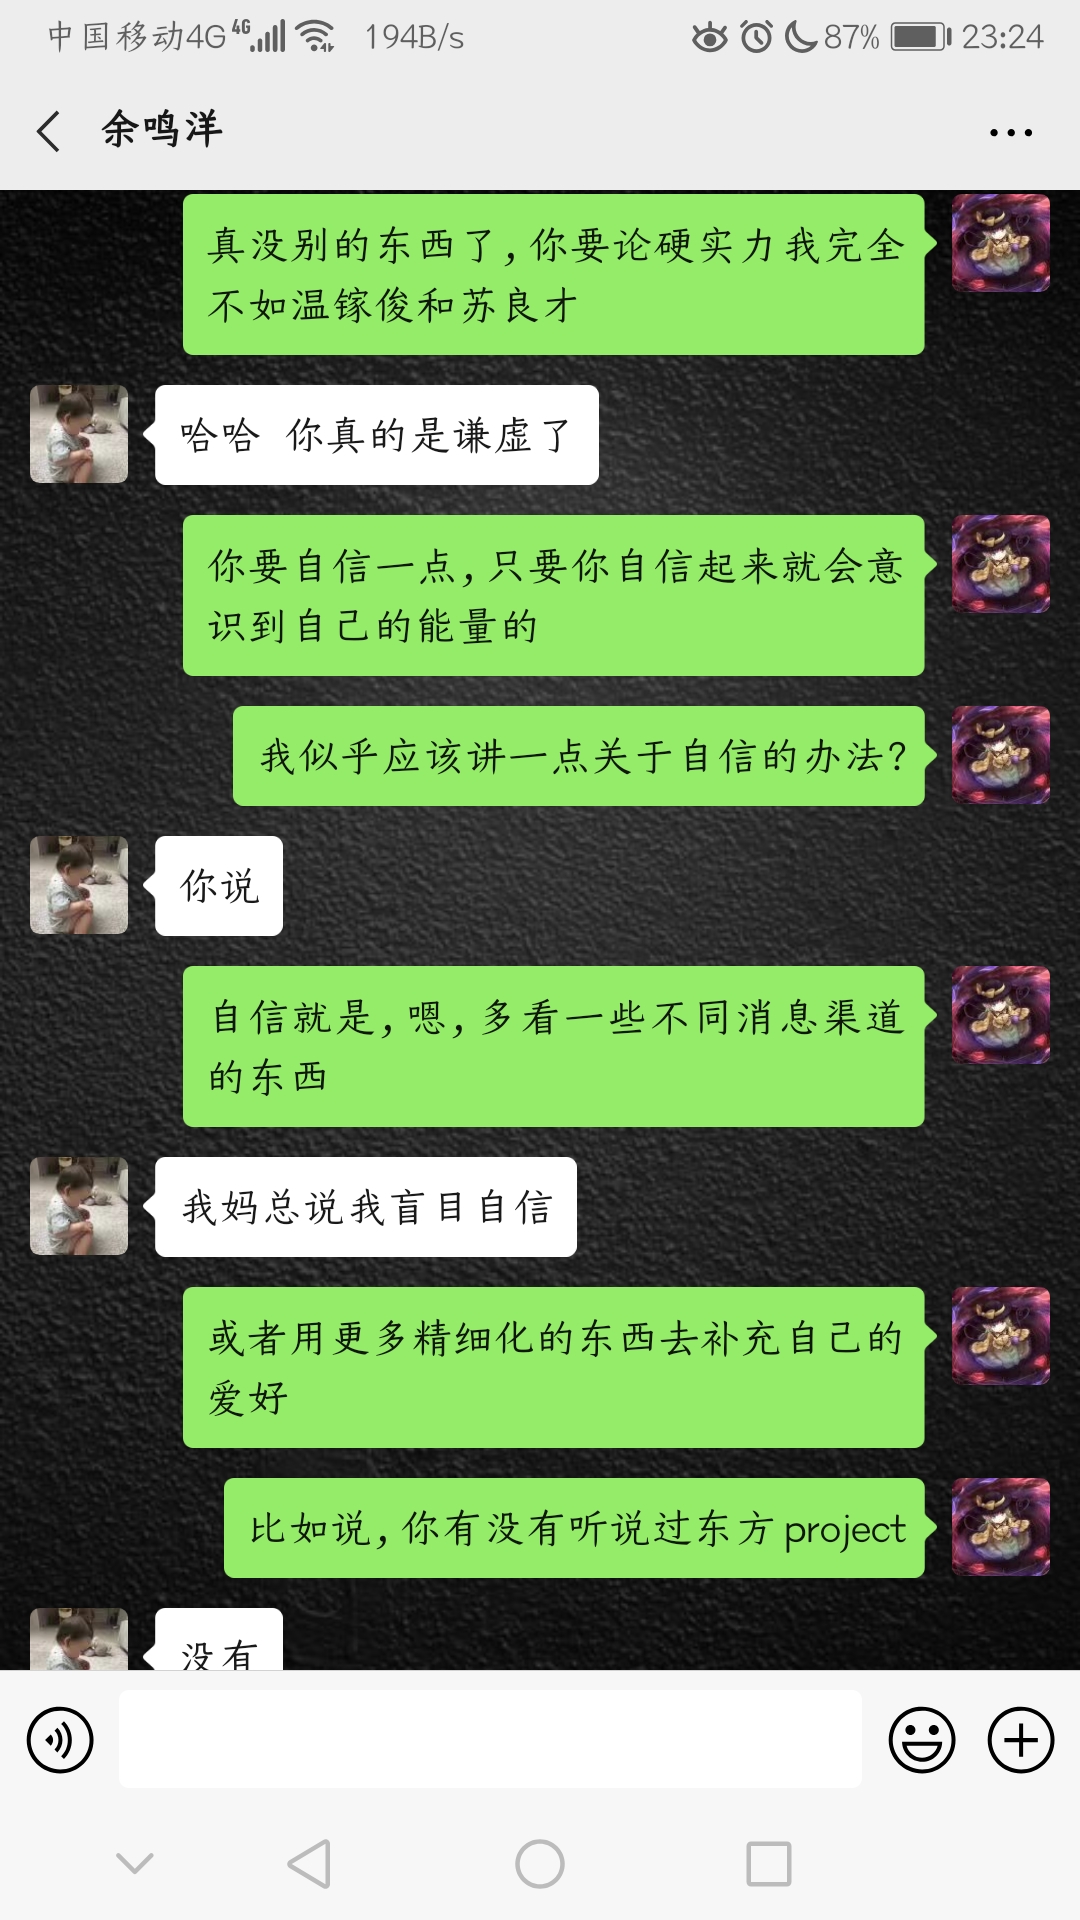 中国移动4G 4G 194B/s 87% 23:24
余鸣洋
真没别的东西了,你要论硬实力我完全
不如温镓俊和苏良才
哈哈 你真的是谦虚了
你要自信一点,只要你自信起来就会意
识到自己的能量的
我似乎应该讲一点关于自信的办法?
你说
自信就是,嗯,多看一些不同消息渠道
的东西
我妈总说我盲目自信
或者用更多精细化的东西去补充自己的
爱好
比如说,你有没有听说过东方project
没有